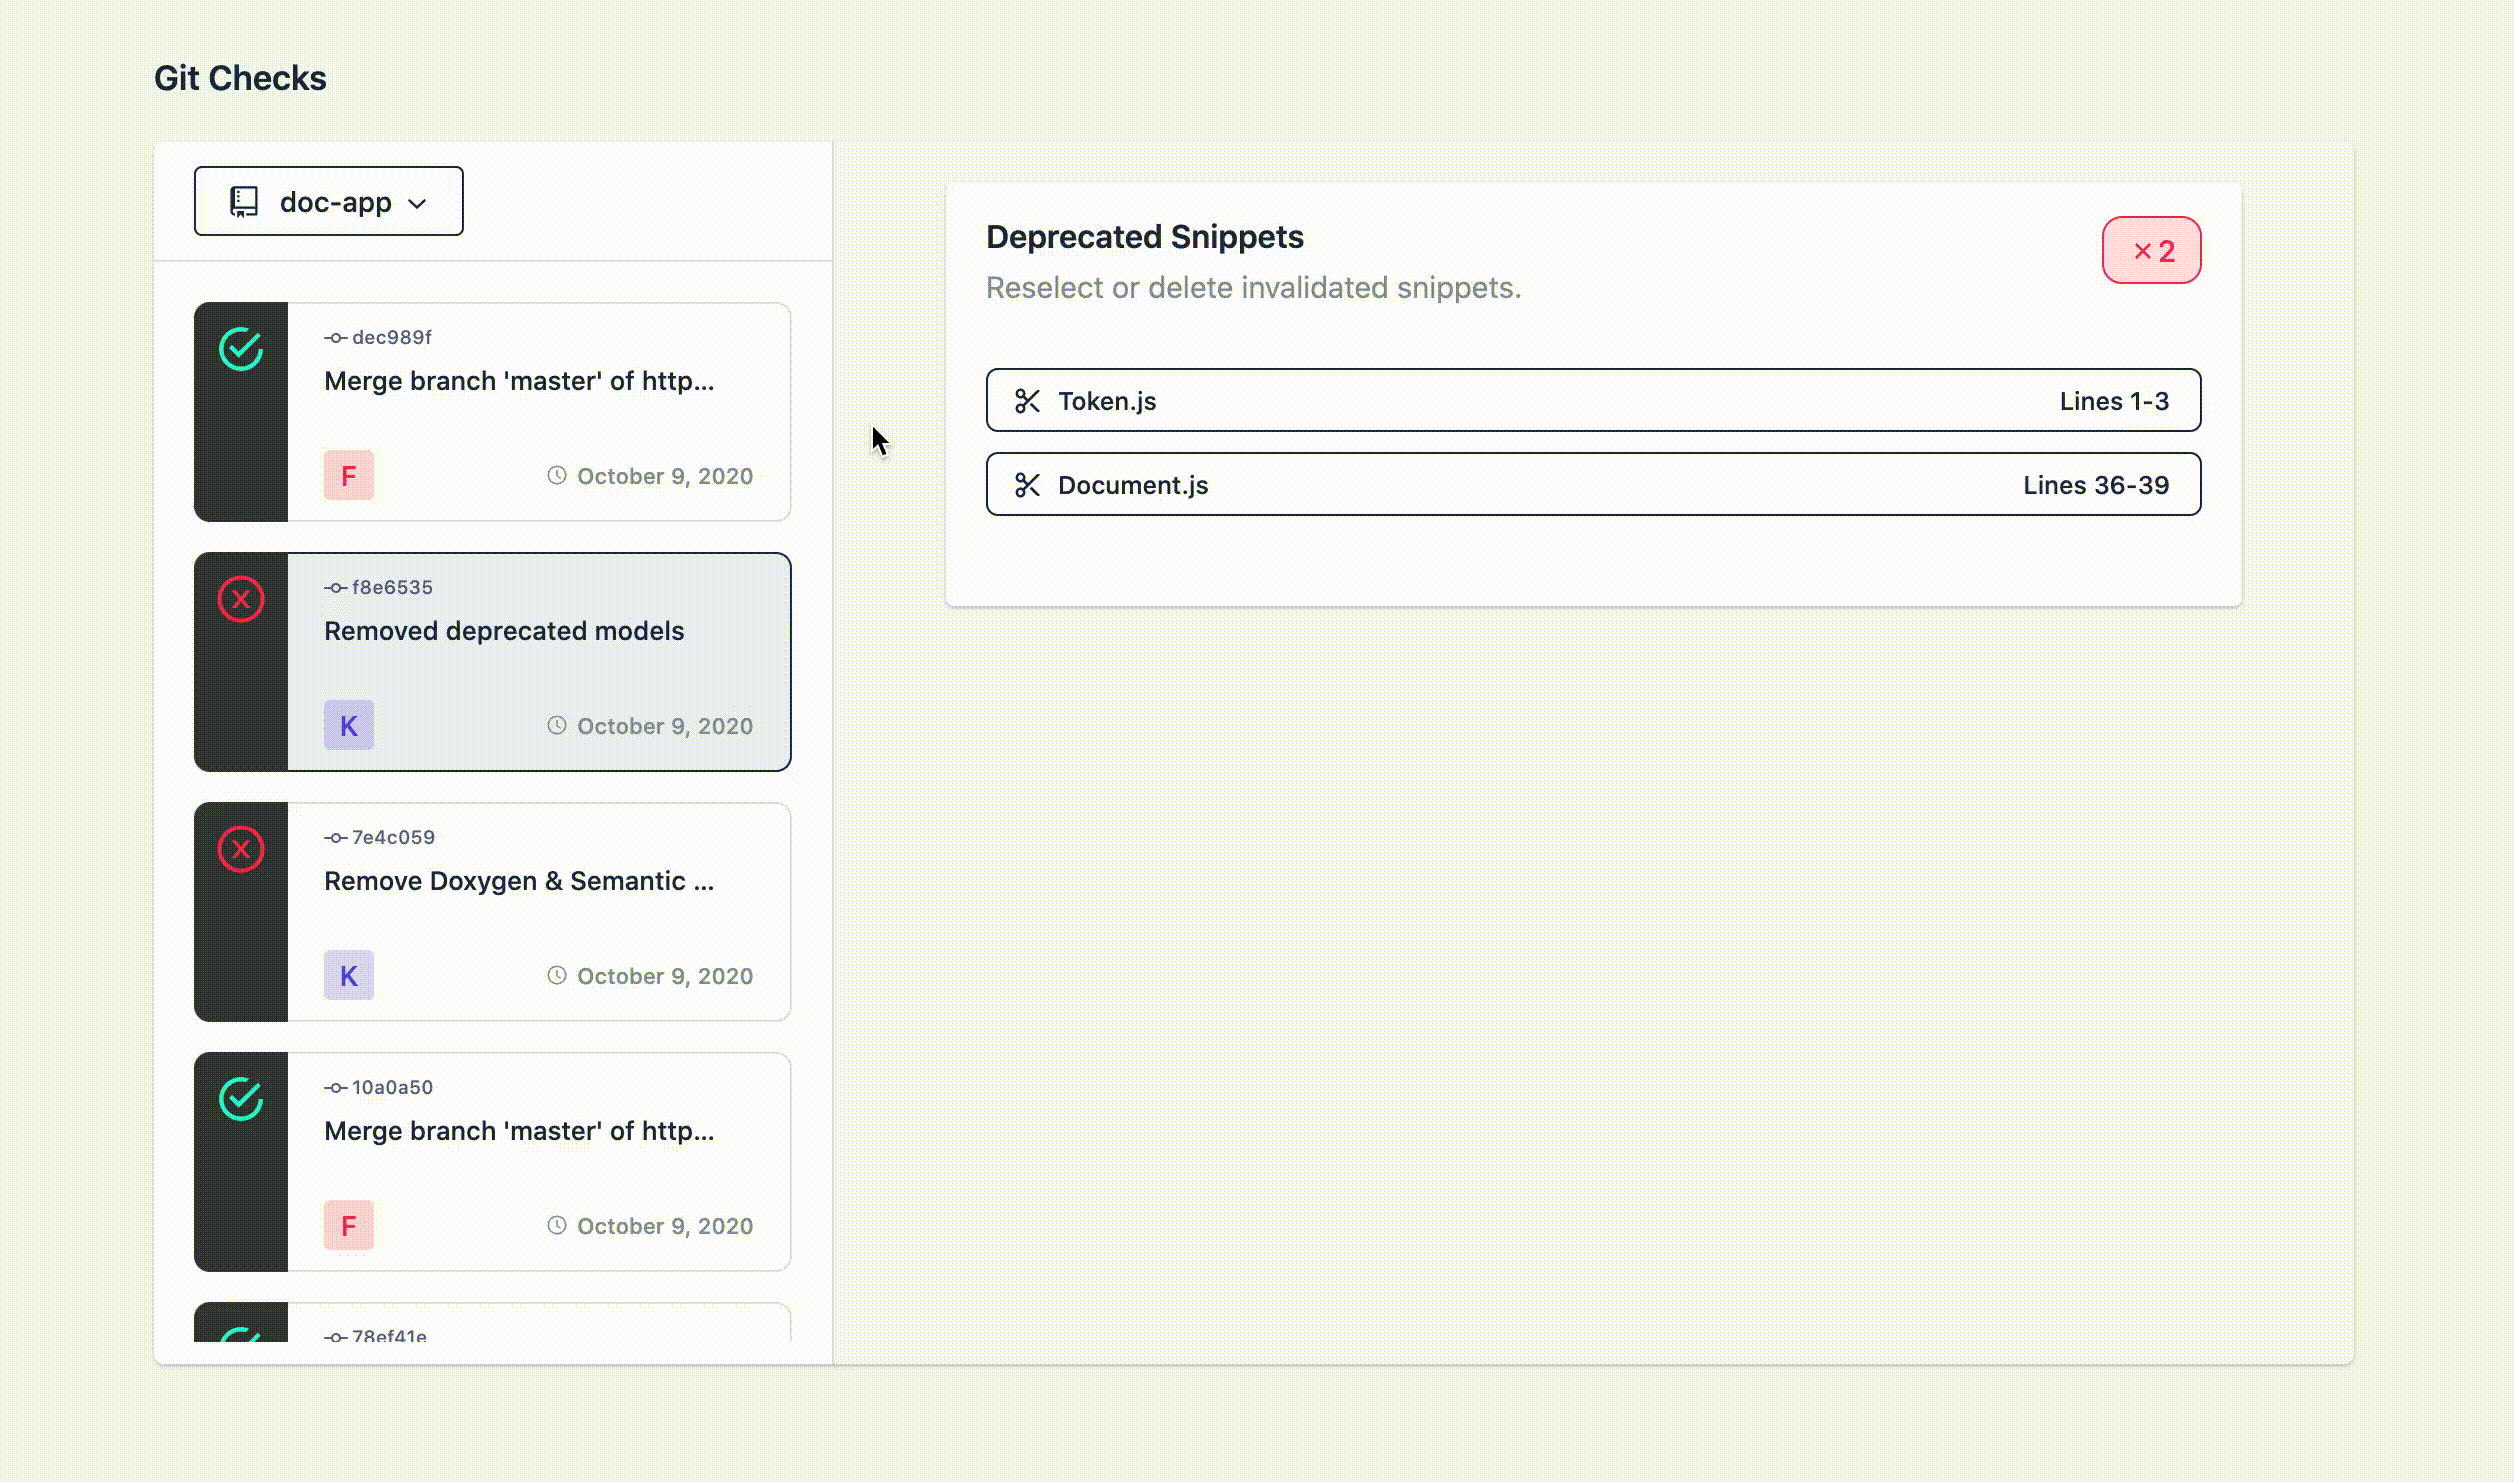 Git Checks
doc-app
dec989f
Merge branch 'master' of http...
F
October 9, 2020
f8e6535
Removed deprecated models
K
October 9, 2020
7e4c059
Remove Doxygen & Semantic ...
K
October 9, 2020
10a0a50
Merge branch 'master' of http...
F
October 9, 2020
78ef41e
Deprecated Snippets
2
Reselect or delete invalidated snippets.
Token.js Lines 1-3
Document.js Lines 36-39